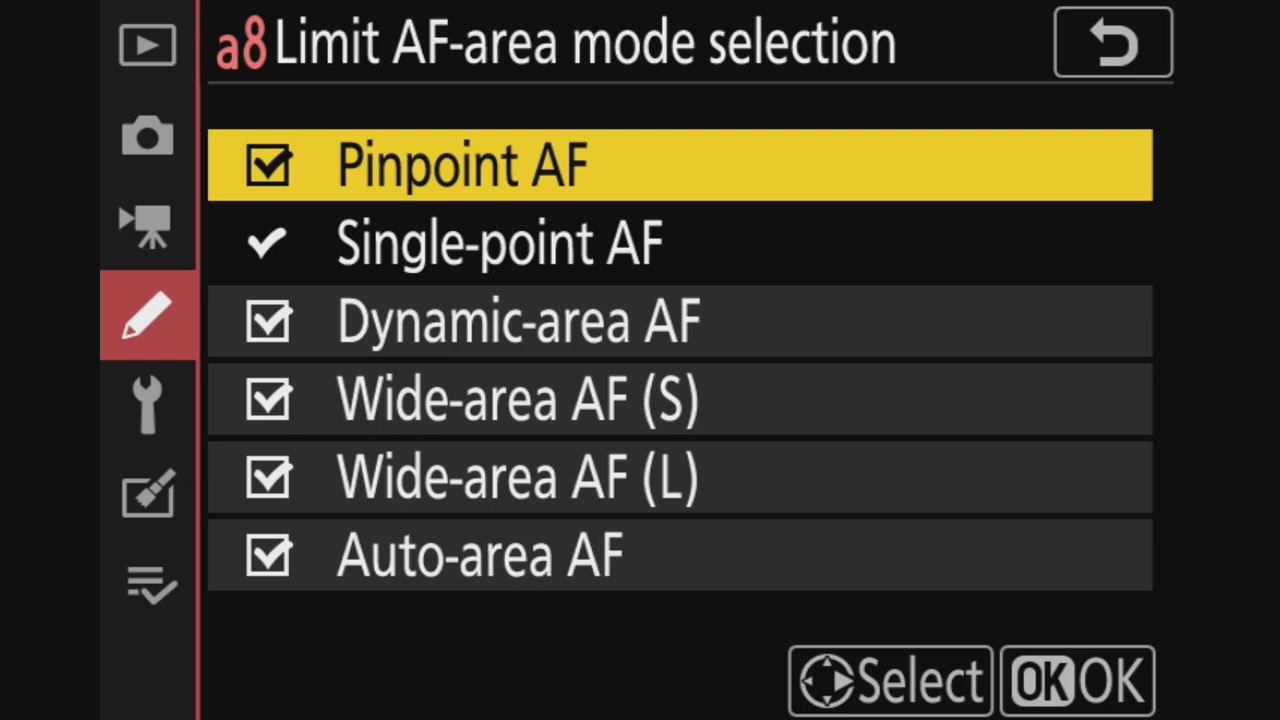 a8 Limit AF-area mode selection
Pinpoint AF
Single-point AF
Dynamic-area AF
Wide-area AF (S)
Wide-area AF (L)
Auto-area AF
Select OK OK